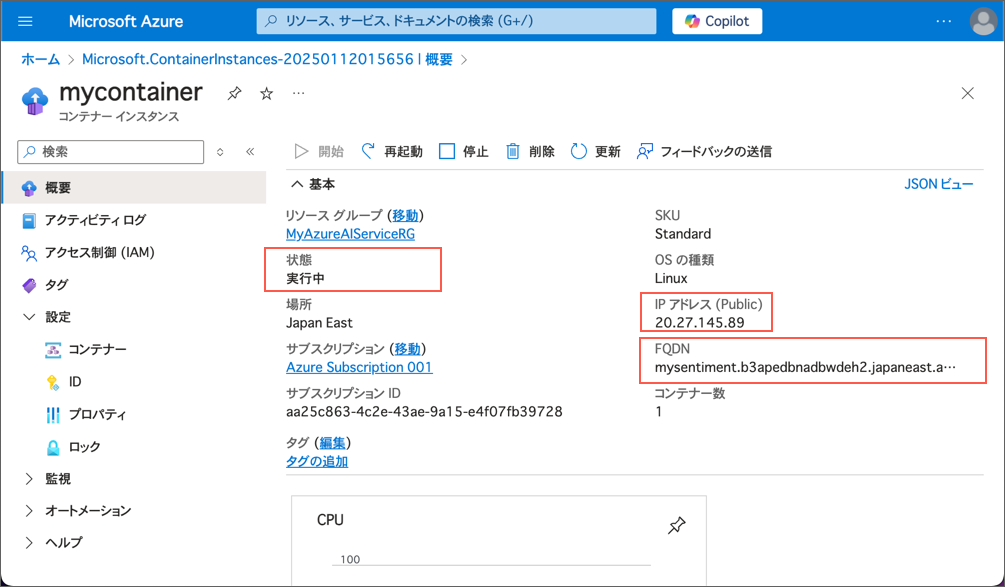 Microsoft Azure
リソース、サービス、ドキュメントの検索 (G+/)
Copilot
ホーム > Microsoft.ContainerInstances-20250112015656 | 概要 >
mycontainer
コンテナー インスタンス
検索
開始
再起動
停止
削除
更新
フィードバックの送信
概要
アクティビティ ログ
アクセス制御 (IAM)
タグ
設定
コンテナー
ID
プロパティ
ロック
監視
オートメーション
ヘルプ
基本
JSON ビュー
リソース グループ (移動)
MyAzureAIServiceRG
状態
実行中
場所
Japan East
サブスクリプション (移動)
Azure Subscription 001
サブスクリプション ID
aa25c863-4c2e-43ae-9a15-e4f07fb39728
タグ (編集)
タグの追加
SKU
Standard
OS の種類
Linux
IP アドレス (Public)
20.27.145.89
FQDN
mysentiment.b3apedbnadbwdeh2.japaneast.a…
コンテナー数
1
CPU
100